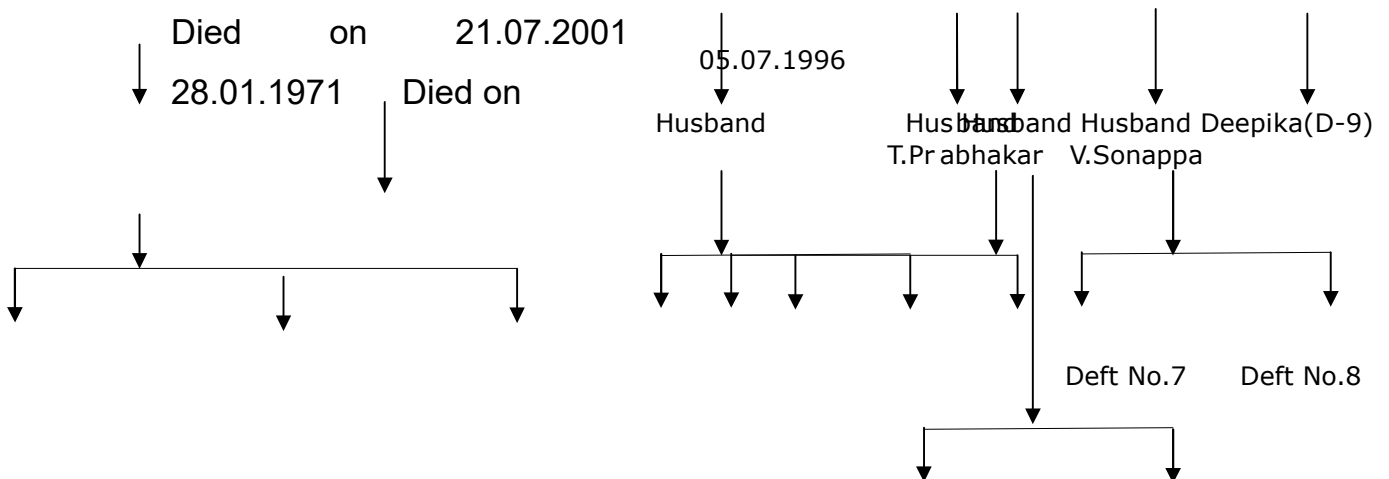 Died on 21.07.2001
05.07.1996
28.01.1971 Died on
Husband Husband Husband Husband Deepika(D-9)
T.Prabhakar V.Sonappa
Deft No.7 Deft No.8